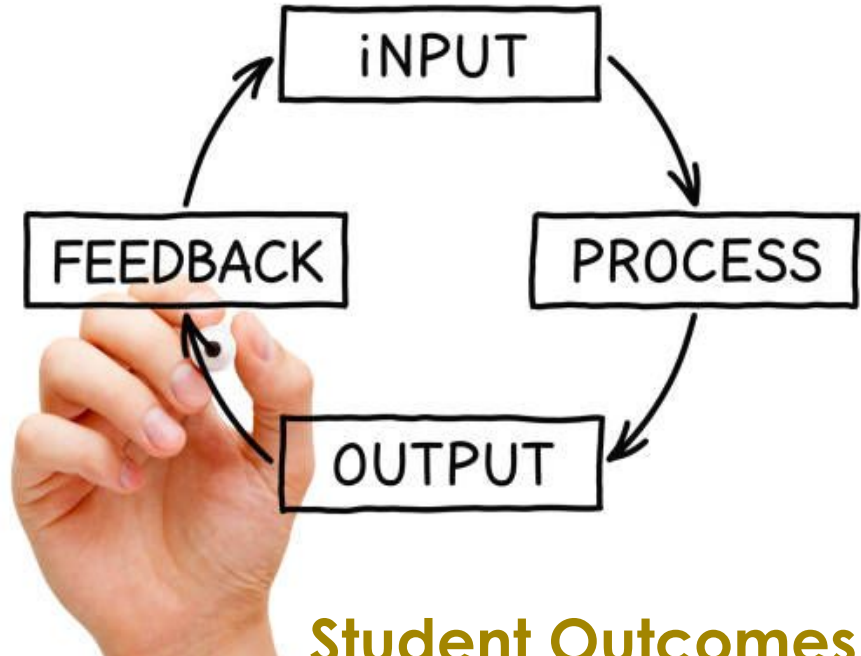 iNPUT
FEEDBACK
PROCESS
OUTPUT
Student Outcomes